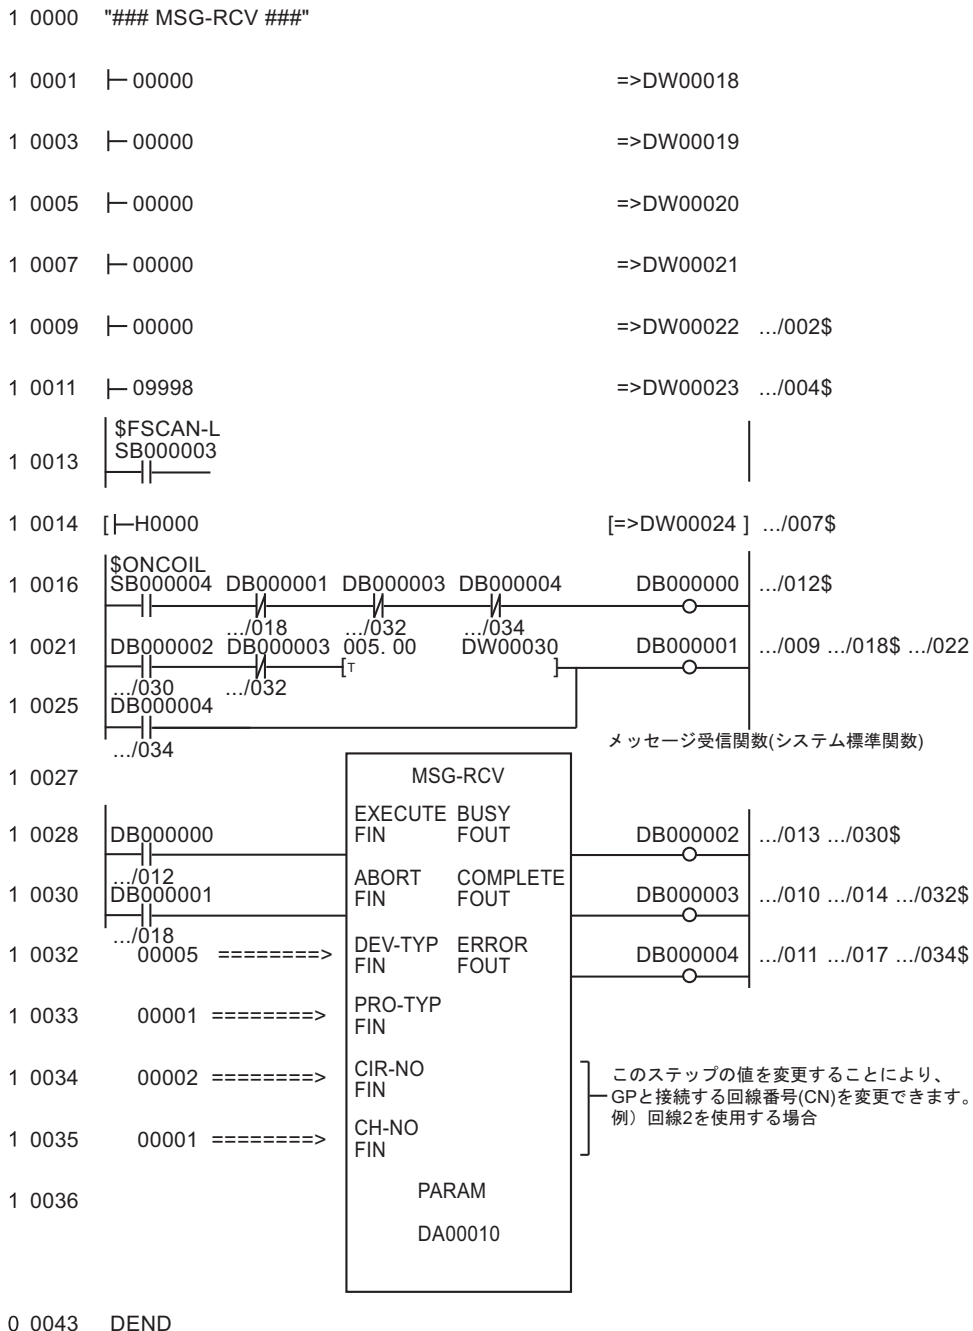 1 0000 "### MSG-RCV ###"
1 0001 00000 =>DW00018
1 0003 00000 =>DW00019
1 0005 00000 =>DW00020
1 0007 00000 =>DW00021
1 0009 00000 =>DW00022 .../002$
1 0011 09998 =>DW00023 .../004$
$FSCAN-L
SB000003
1 0013
1 0014 [ H0000 [=>DW00024 ] .../007$
$ONCOIL
1 0016 SB000004 DB000001 DB000003 DB000004 DB000000 .../012$
.../018 .../032 .../034
1 0021 DB000002 DB000003 005. 00 DW00030 DB000001 .../009 .../018$ .../022
[T ]
.../030 .../032
1 0025 DB000004
.../034
メッセージ受信関数(システム標準関数)
1 0027 MSG-RCV
EXECUTE BUSY
1 0028 DB000000 FIN FOUT DB000002 .../013 .../030$
.../012
ABORT COMPLETE
1 0030 DB000001 FIN FOUT DB000003 .../010 .../014 .../032$
.../018
DEV-TYP ERROR
1 0032 00005 ========> FIN FOUT DB000004 .../011 .../017 .../034$
PRO-TYP
1 0033 00001 ========> FIN
CIR-NO
1 0034 00002 ========> FIN
CH-NO
1 0035 00001 ========> FIN
このステップの値を変更することにより、
GPと接続する回線番号(CN)を変更できます。
例）回線2を使用する場合
1 0036 PARAM
DA00010
0 0043 DEND